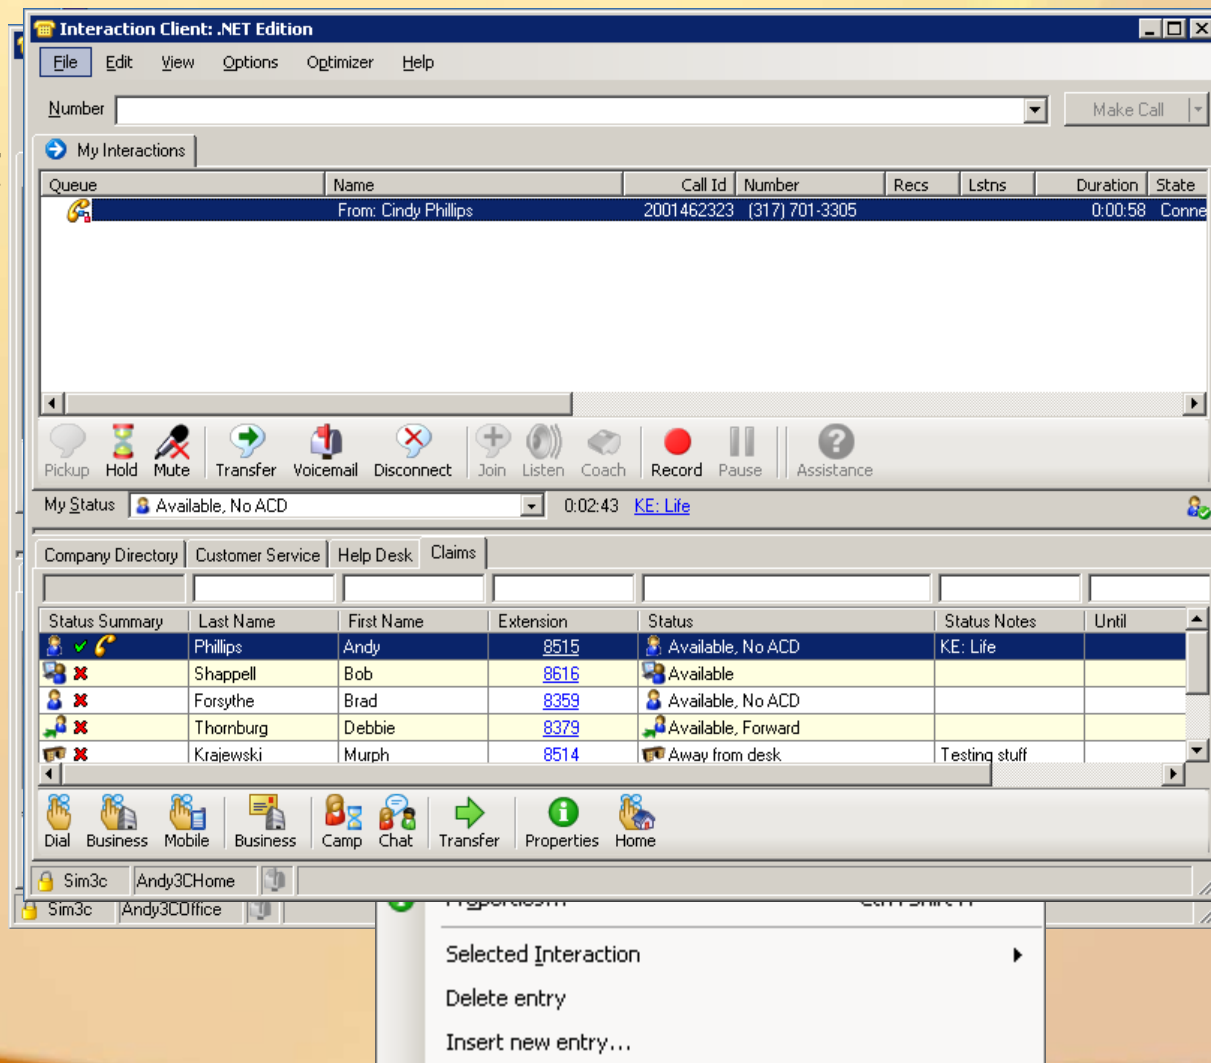 Interaction Client: .NET Edition
File Edit View Options Optimizer Help
Number Make Call
My Interactions
Queue Name Call Id Number Recs Lstns Duration State
From: Cindy Phillips 2001462323 (317) 701-3305 0:00:58 Conne
Pickup Hold Mute Transfer Voicemail Disconnect Join Listen Coach Record Pause Assistance
My Status Available, No ACD 0:02:43 KE: Life
Company Directory Customer Service Help Desk Claims
Status Summary Last Name First Name Extension Status Status Notes Until
Phillips Andy 8515 Available, No ACD KE: Life
Shappell Bob 8616 Available
Forsythe Brad 8359 Available, No ACD
Thornburg Debbie 8379 Available, Forward
Krajewski Murph 8514 Away from desk Testing stuff
Dial Business Mobile Business Camp Chat Transfer Properties Home
Sim3c Andy3CHome
Sim3c Andy3COffice
Selected Interaction
Delete entry
Insert new entry...